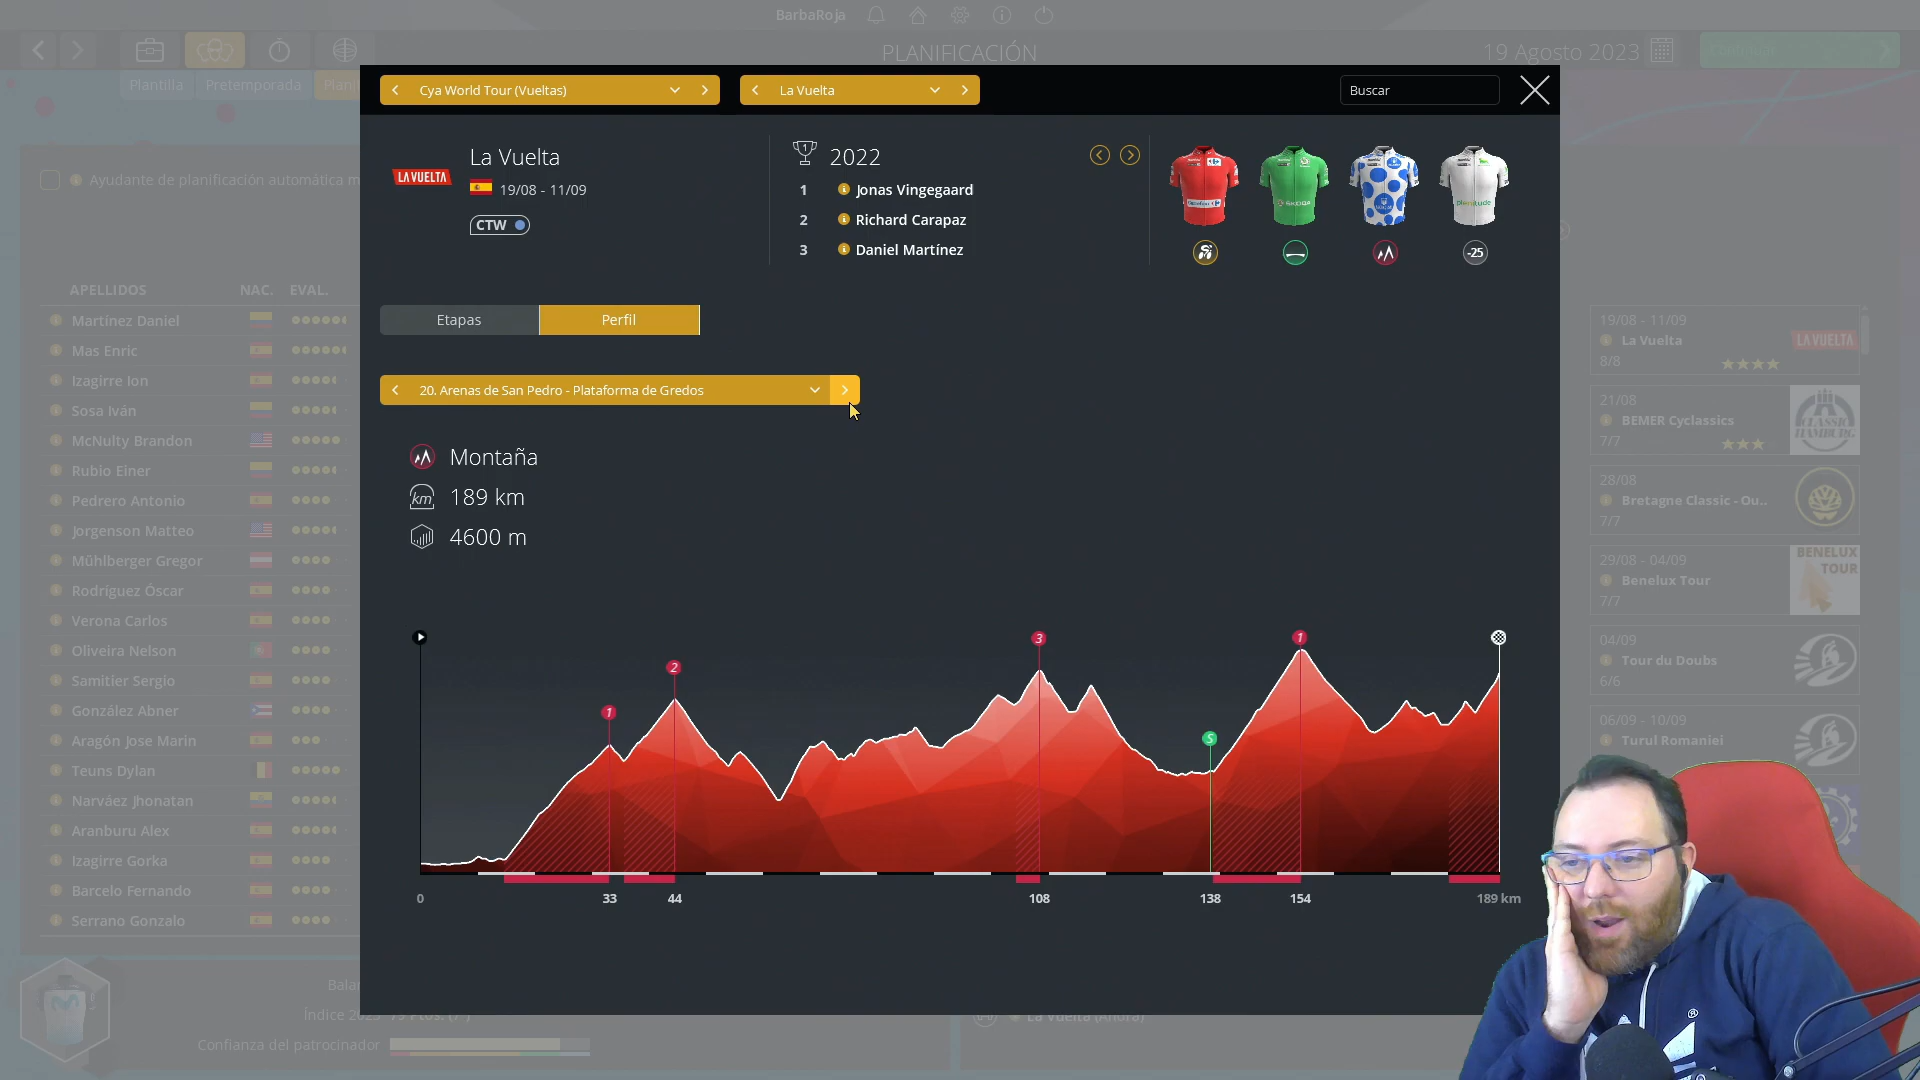 BarbaRoja
PLANIFICACIÓN
19 Agosto 2023
Plantilla
Pretemporada
Cya World Tour (Vueltas)
La Vuelta
Buscar
LA VUELTA
La Vuelta
19/08 - 11/09
CTW
1
2022
1 Jonas Vingegaard
2 Richard Carapaz
3 Daniel Martínez
-25
Ayudante de planificación automática m
Etapas
Perfil
APELLIDOS NAC. EVAL.
Martínez Daniel
Mas Enric
Izagirre Ion
Sosa Iván
McNulty Brandon
Rubio Einer
Pedrero Antonio
Jorgenson Matteo
Mühlberger Gregor
Rodríguez Óscar
Verona Carlos
Oliveira Nelson
Samitier Sergio
González Abner
Aragón Jose Marin
Teuns Dylan
Narváez Jhonatan
Aranburu Alex
Izagirre Gorka
Barcelo Fernando
Serrano Gonzalo
20. Arenas de San Pedro - Plataforma de Gredos
Montaña
km 189 km
4600 m
1
2
3
S
1
0
33
44
108
138
154
189 km
19/08 - 11/09
La Vuelta
LA VUELTA
8/8
21/08
BEMER Cyclassics
7/7
CLASSIC
HAMBURG
28/08
Bretagne Classic - Ou..
7/7
29/08 - 04/09
Benelux Tour
7/7
BENELUX
TOUR
04/09
Tour du Doubs
6/6
06/09 - 10/09
Turul Romaniei
Confianza del patrocinador
La Vuelta (Ahora)